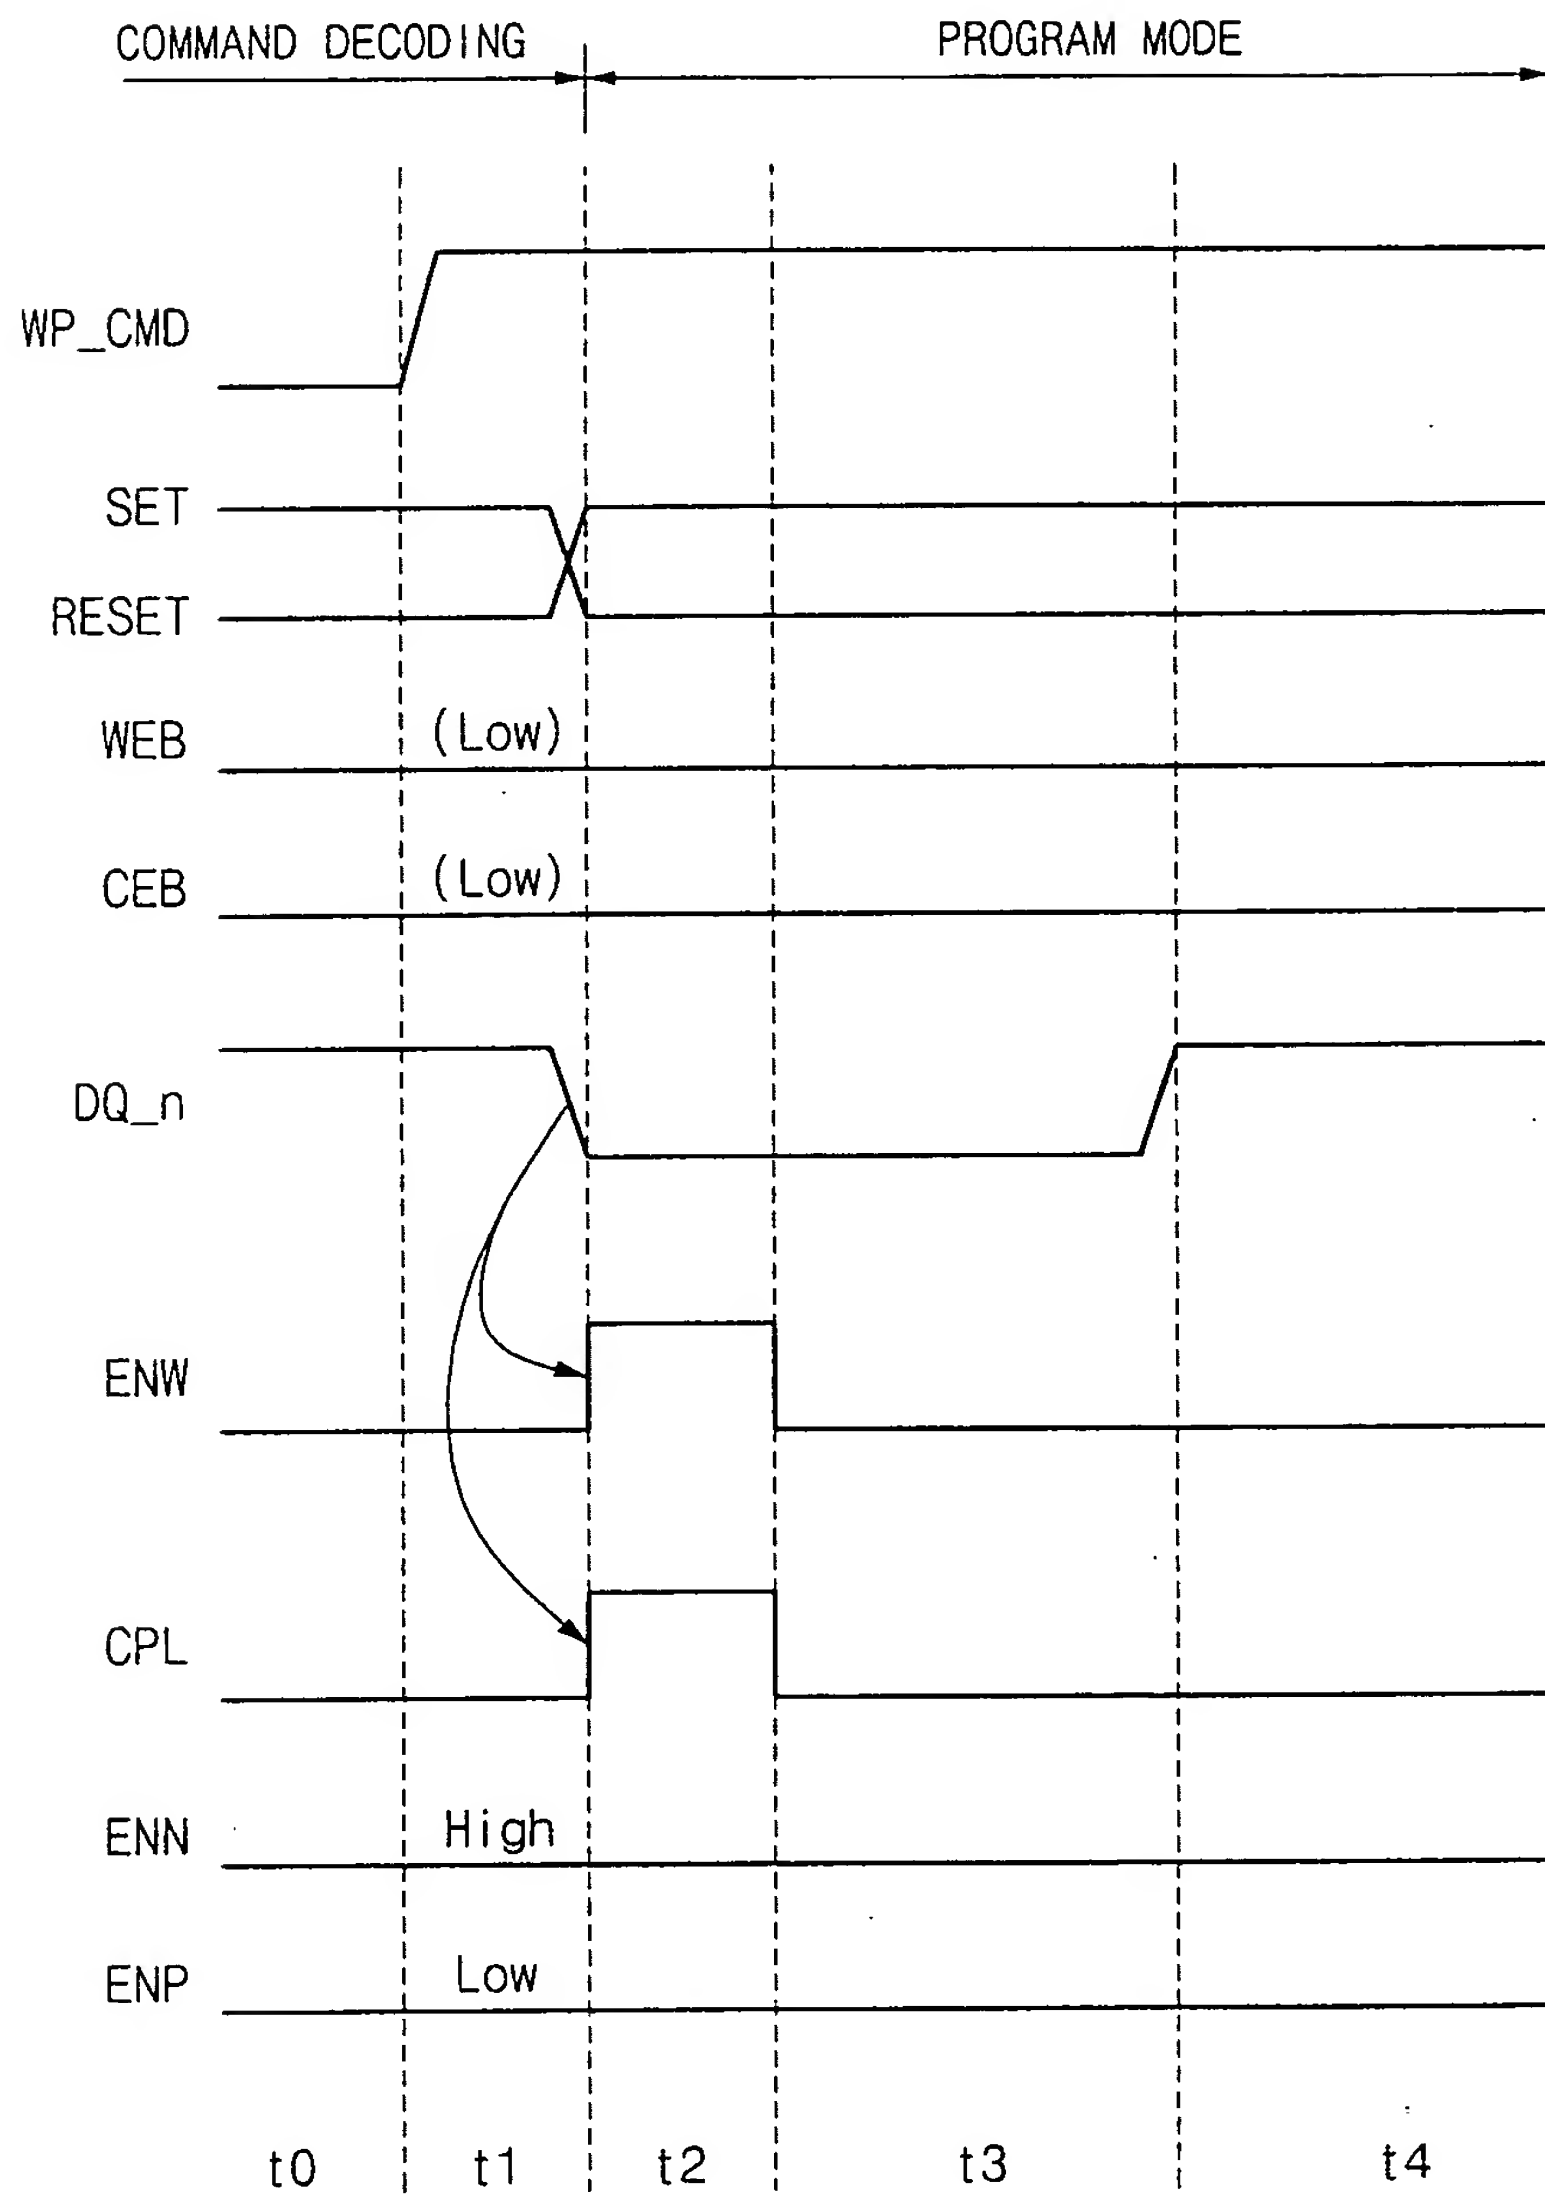 COMMAND DECODING PROGRAM MODE
WP_CMD
SET
RESET
WEB (Low)
CEB (Low)
DQ_n
ENW
CPL
ENN High
ENP Low
t0 t1 t2 t3 t4